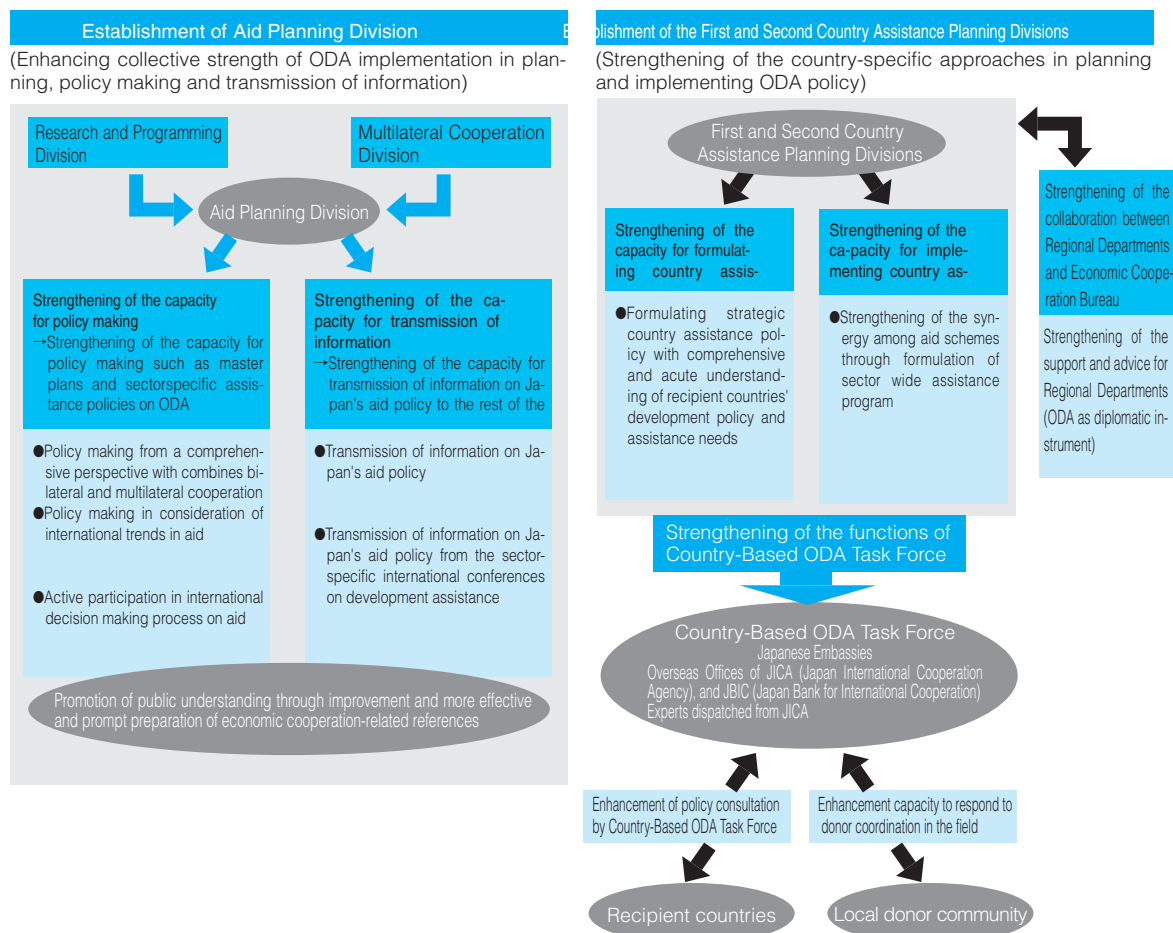 Establishment of Aid Planning Division
(Enhancing collective strength of ODA implementation in plan-
ning, policy making and transmission of information)
Research and Programming
Division
Multilateral Cooperation
Division
Aid Planning Division
Strengthening of the capacity
for policy making
→Strengthening of the capacity for
policy making such as master
plans and sectorspecific assis-
tance policies on ODA
●Policy making from a comprehen-
sive perspective with combines bi-
lateral and multilateral cooperation
●Policy making in consideration of
international trends in aid
●Active participation in international
decision making process on aid
Strengthening of the ca-
pacity for transmission of
information
→Strengthening of the capacity for
transmission of information on Ja-
pan's aid policy to the rest of the
●Transmission of information on Ja-
pan's aid policy
●Transmission of information on Ja-
pan's aid policy from the sector-
specific international conferences
on development assistance
Promotion of public understanding through improvement and more effective
and prompt preparation of economic cooperation-related references
E lishment of the First and Second Country Assistance Planning Divisions
(Strengthening of the country-specific approaches in planning
and implementing ODA policy)
First and Second Country
Assistance Planning Divisions
Strengthening of the
capacity for formulat-
ing country assis-
●Formulating strategic
country assistance pol-
icy with comprehensive
and acute understand-
ing of recipient countries'
development policy and
assistance needs
Strengthening of the
ca-pacity for imple-
menting country as-
●Strengthening of the syn-
ergy among aid schemes
through formulation of
sector wide assistance
program
Strengthening of the
collaboration between
Regional Departments
and Economic Coope-
ration Bureau
Strengthening of the
support and advice for
Regional Departments
(ODA as diplomatic in-
strument)
Strengthening of the functions of
Country-Based ODA Task Force
Country-Based ODA Task Force
Japanese Embassies
Overseas Offices of JICA (Japan International Cooperation
Agency), and JBIC (Japan Bank for International Cooperation)
Experts dispatched from JICA
Enhancement of policy consultation
by Country-Based ODA Task Force
Enhancement capacity to respond to
donor coordination in the field
Recipient countries
Local donor community